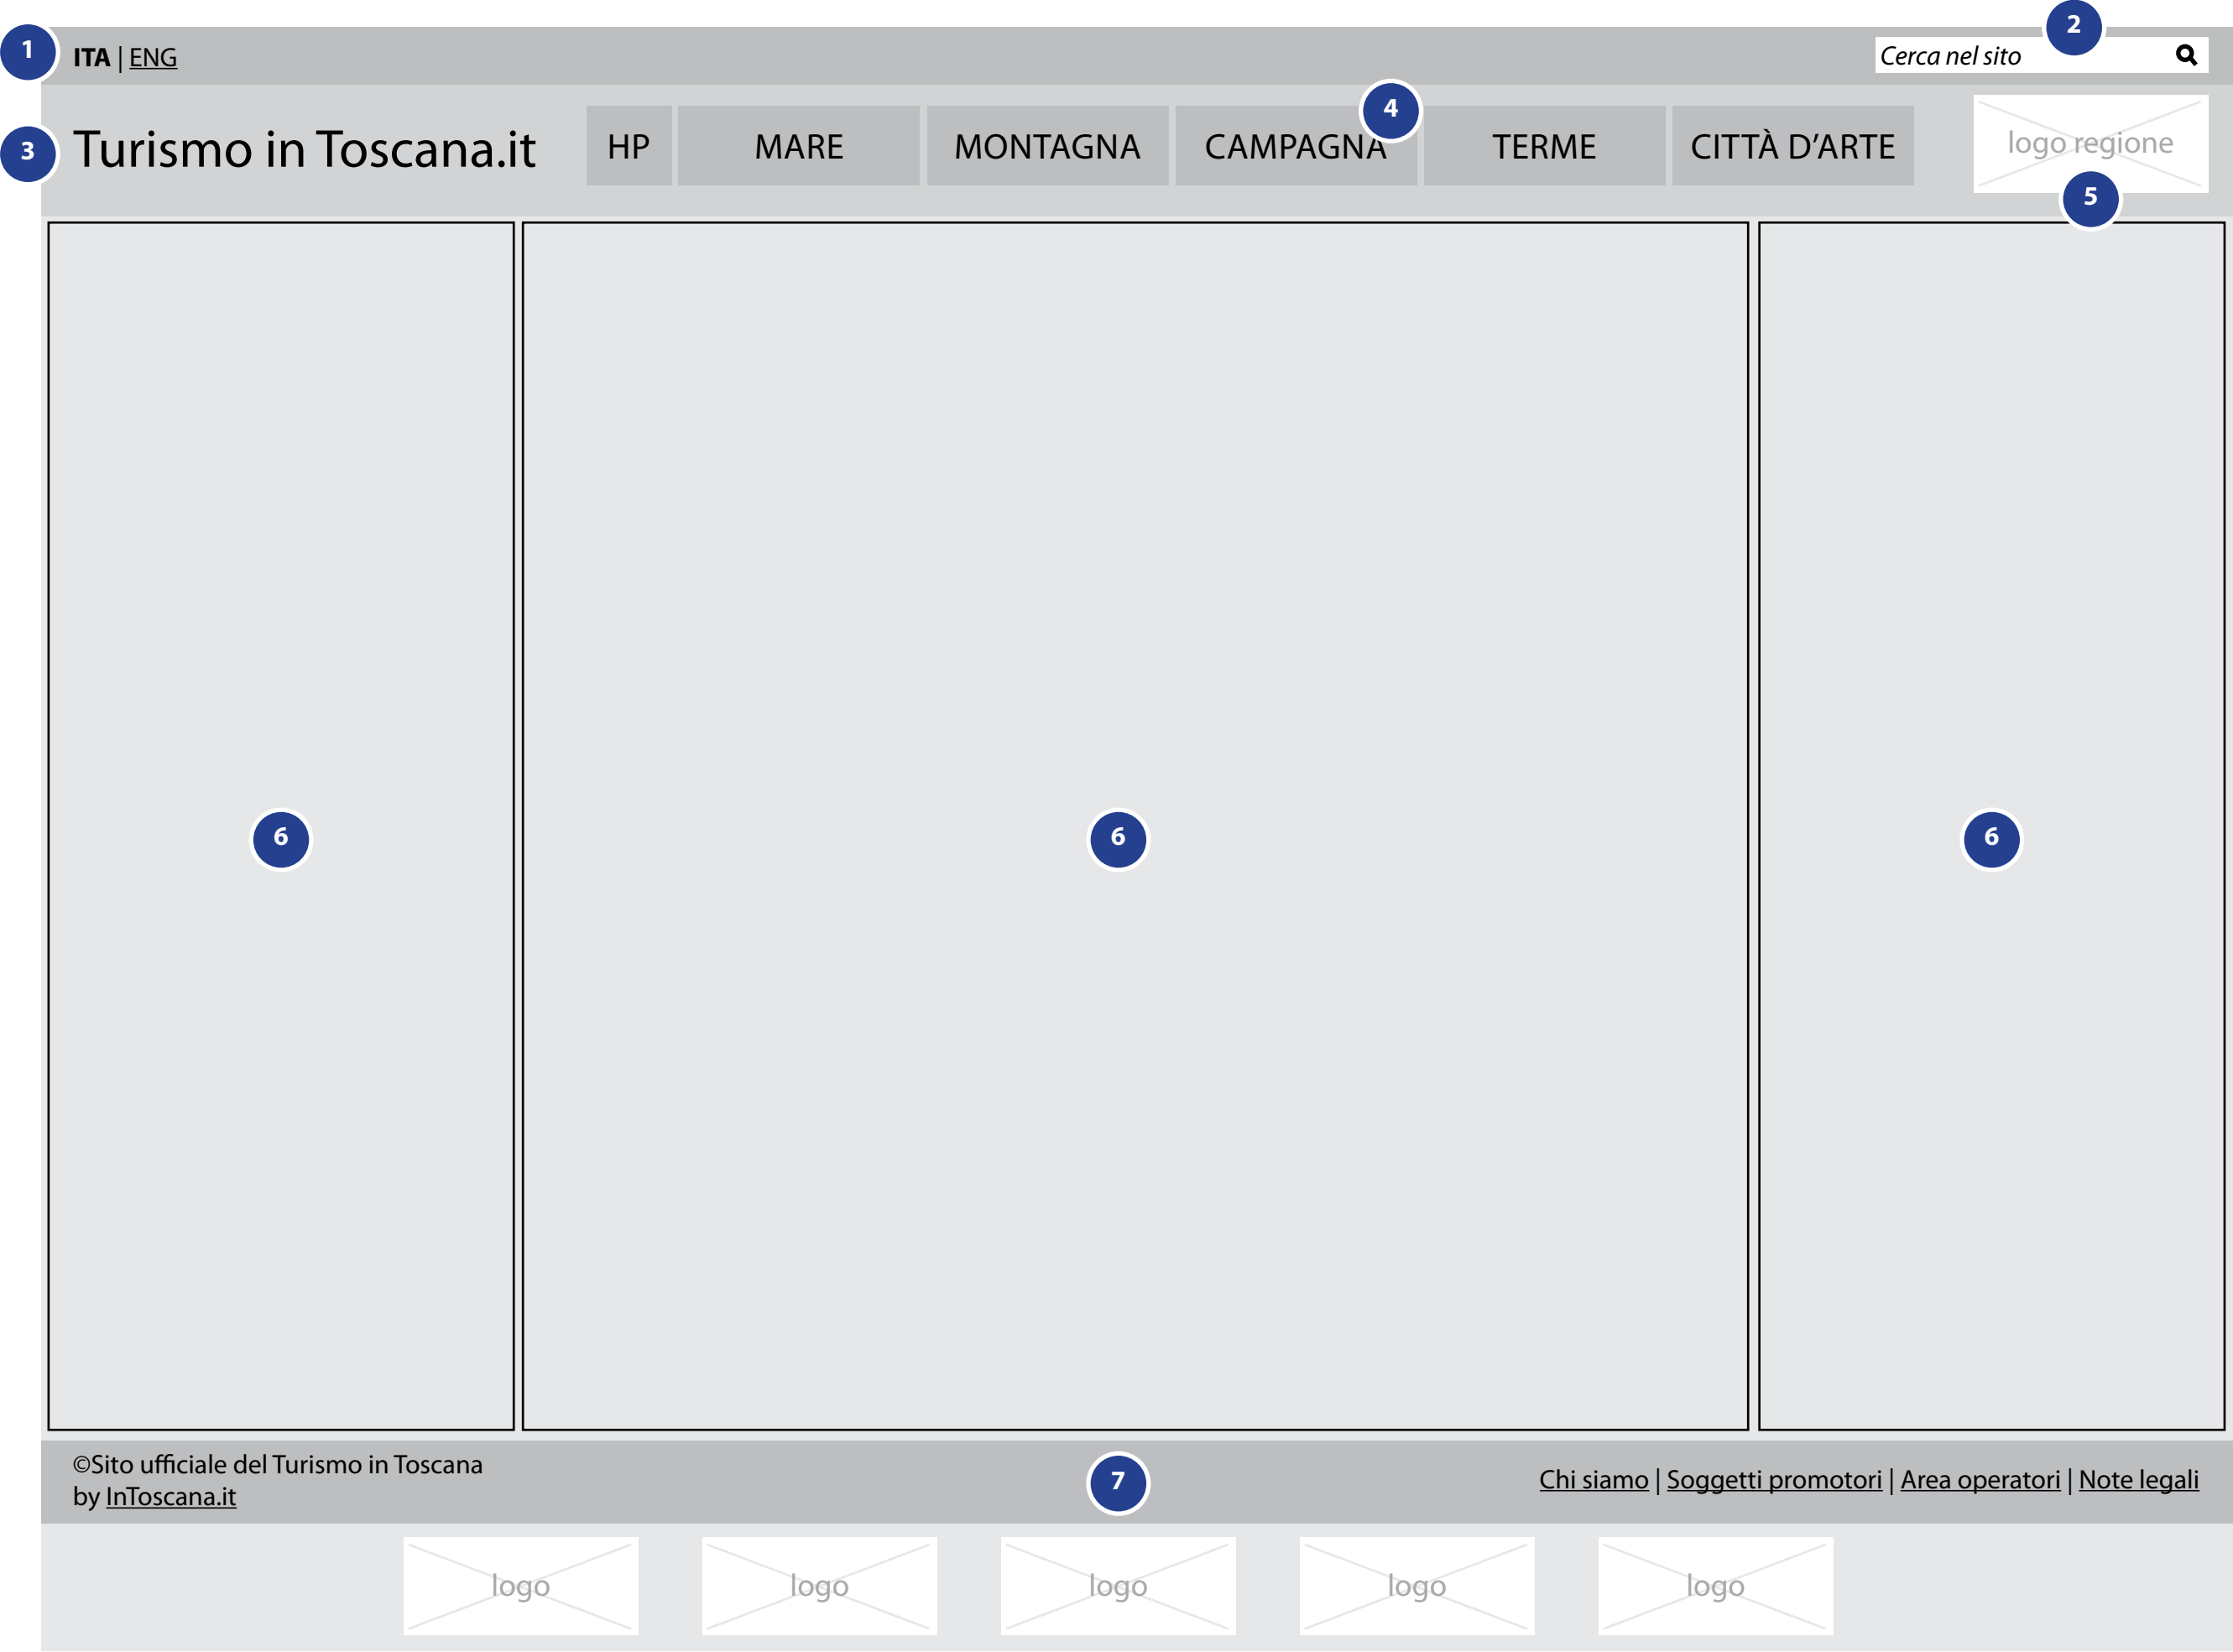 1
ITA | ENG
Cerca nel sito
2
3
Turismo in Toscana.it
HP
MARE
MONTAGNA
CAMPAGNA
4
TERME
CITTÀ D’ARTE
logo regione
5
6
6
6
©Sito ufficiale del Turismo in Toscana
by InToscana.it
7
Chi siamo | Soggetti promotori | Area operatori | Note legali
logo
logo
logo
logo
logo